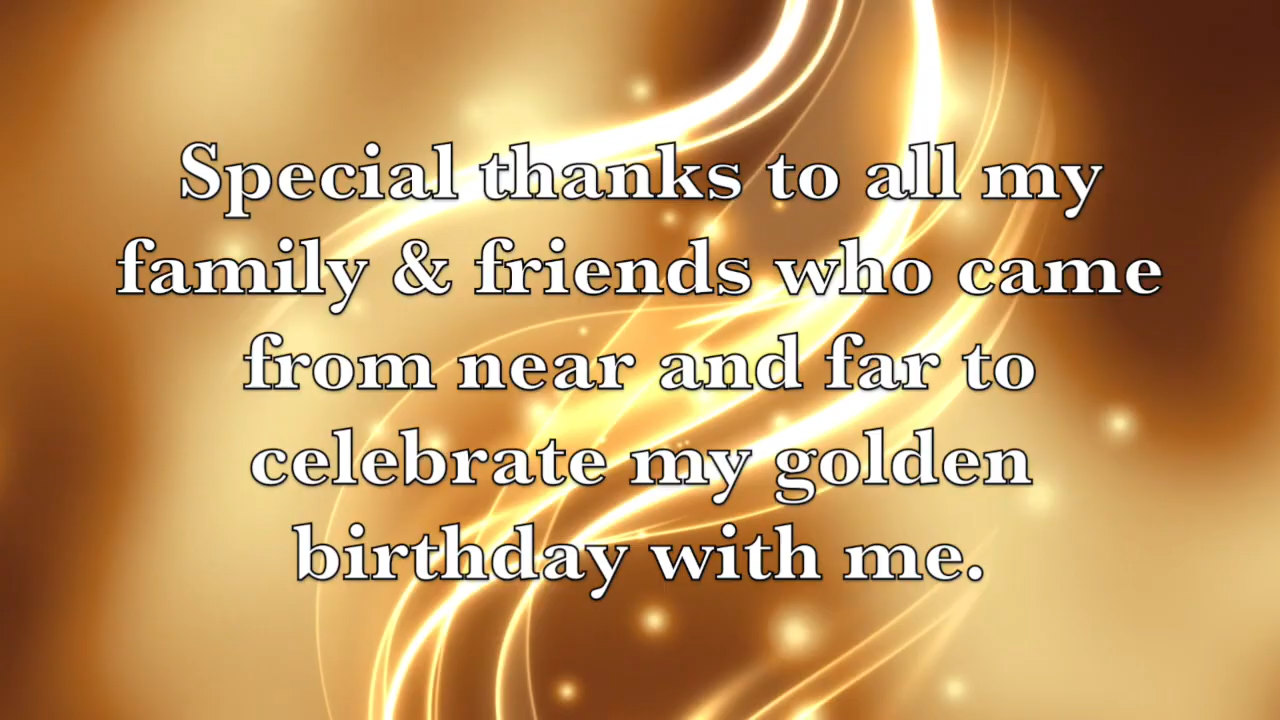 Special thanks to all my
family & friends who came
from near and far to
celebrate my golden
birthday with me.